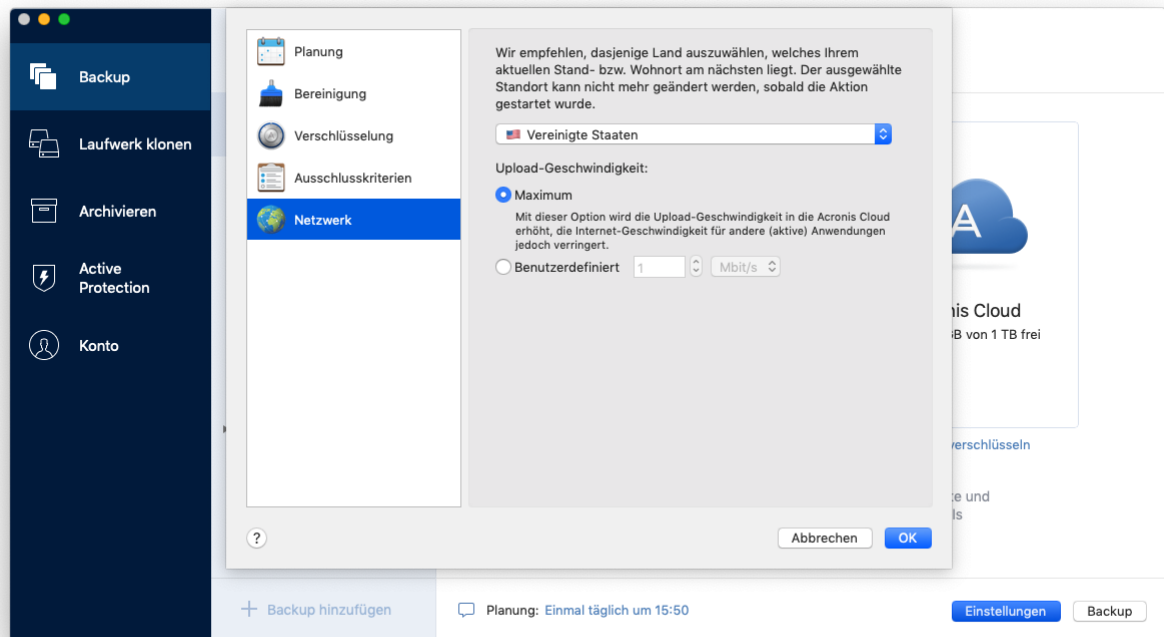 Backup
Laufwerk klonen
Archivieren
Active
Protection
Konto
Planung
Bereinigung
Verschlüsselung
Ausschlusskriterien
Netzwerk
Wir empfehlen, dasjenige Land auszuwählen, welches Ihrem
aktuellen Stand- bzw. Wohnort am nächsten liegt. Der ausgewählte
Standort kann nicht mehr geändert werden, sobald die Aktion
gestartet wurde.
Vereinigte Staaten
Upload-Geschwindigkeit:
Maximum
Mit dieser Option wird die Upload-Geschwindigkeit in die Acronis Cloud
erhöht, die Internet-Geschwindigkeit für andere (aktive) Anwendungen
jedoch verringert.
Benutzerdefiniert 1 Mbit/s
? Abbrechen OK
A
nis Cloud
GB von 1 TB frei
verschlüsseln
te und
ls
+ Backup hinzufügen
Planung: Einmal täglich um 15:50
Einstellungen Backup